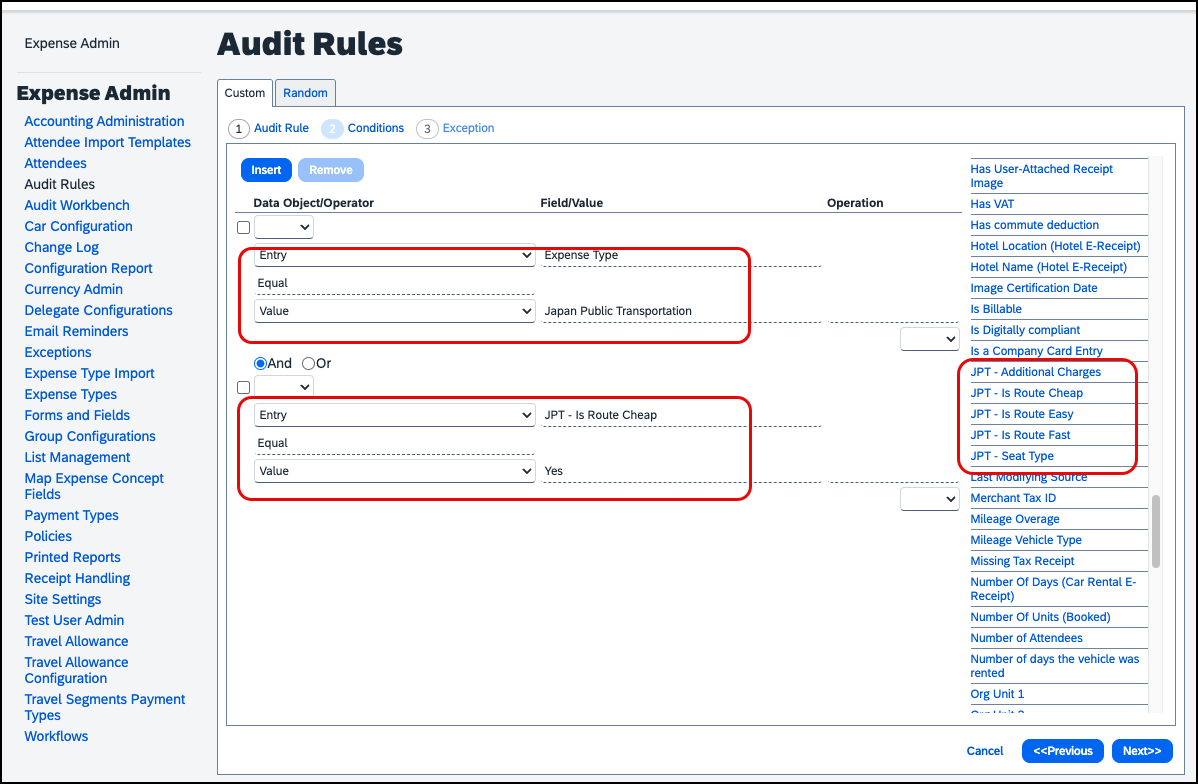 Expense Admin
Expense Admin
Accounting Administration
Attendee Import Templates
Attendees
Audit Rules
Audit Workbench
Car Configuration
Change Log
Configuration Report
Currency Admin
Delegate Configurations
Email Reminders
Exceptions
Expense Type Import
Expense Types
Forms and Fields
Group Configurations
List Management
Map Expense Concept
Fields
Payment Types
Policies
Printed Reports
Receipt Handling
Site Settings
Test User Admin
Travel Allowance
Travel Allowance
Configuration
Travel Segments Payment
Types
Workflows
Audit Rules
Custom Random
1 Audit Rule 2 Conditions 3 Exception
Insert Remove
Data Object/Operator Field/Value Operation
Entry Expense Type
Equal
Value Japan Public Transportation
And Or
Entry JPT - Is Route Cheap
Equal
Value Yes
Has User-Attached Receipt
Image
Has VAT
Has commute deduction
Hotel Location (Hotel E-Receipt)
Hotel Name (Hotel E-Receipt)
Image Certification Date
Is Billable
Is Digitally compliant
Is a Company Card Entry
JPT - Additional Charges
JPT - Is Route Cheap
JPT - Is Route Easy
JPT - Is Route Fast
JPT - Seat Type
Last Modifying Source
Merchant Tax ID
Mileage Overage
Mileage Vehicle Type
Missing Tax Receipt
Number Of Days (Car Rental E-
Receipt)
Number Of Units (Booked)
Number of Attendees
Number of days the vehicle was
rented
Org Unit 1
Org Unit 2
Cancel <<Previous Next>>